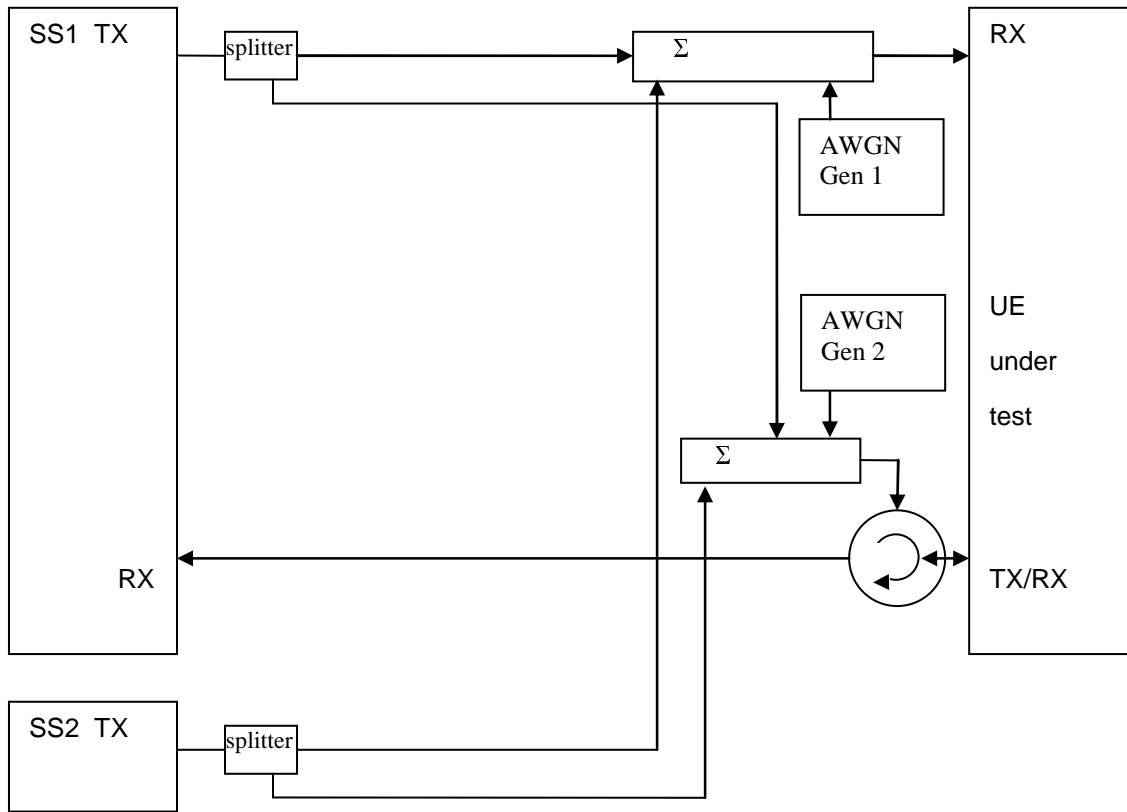 SS1 TX
splitter
Σ
RX
AWGN
Gen 1
AWGN
Gen 2
UE
under
test
Σ
RX
TX/RX
SS2 TX
splitter